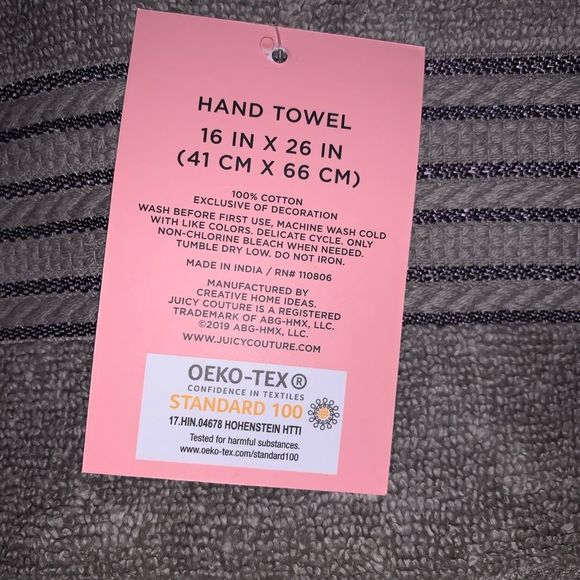 HAND TOWEL
16 IN X 26 IN
(41 CM X 66 CM)
100% COTTON
EXCLUSIVE OF DECORATION
WASH BEFORE FIRST USE, MACHINE WASH COLD
WITH LIKE COLORS. DELICATE CYCLE. ONLY
NON-CHLORINE BLEACH WHEN NEEDED.
TUMBLE DRY LOW. DO NOT IRON.
MADE IN INDIA / RN# 110806
MANUFACTURED BY
CREATIVE HOME IDEAS.
JUICY COUTURE IS A REGISTERED
TRADEMARK OF ABG-HMX, LLC.
©2019 ABG-HMX, LLC.
WWW.JUICYCOUTURE.COM
OEKO-TEX®
CONFIDENCE IN TEXTILES
STANDARD 100
17.HIN.04678 HOHENSTEIN HTTI
Tested for harmful substances.
www.oeko-tex.com/standard100